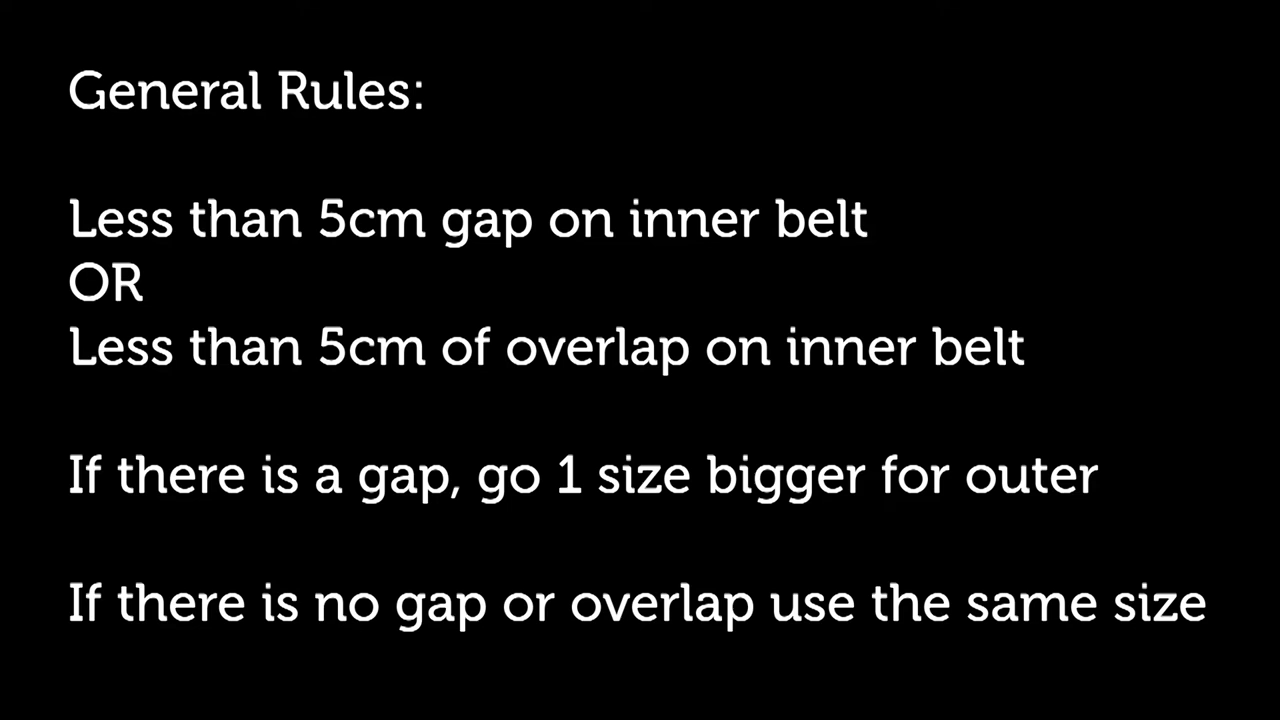 General Rules:
Less than 5cm gap on inner belt
OR
Less than 5cm of overlap on inner belt
If there is a gap, go 1 size bigger for outer
If there is no gap or overlap use the same size